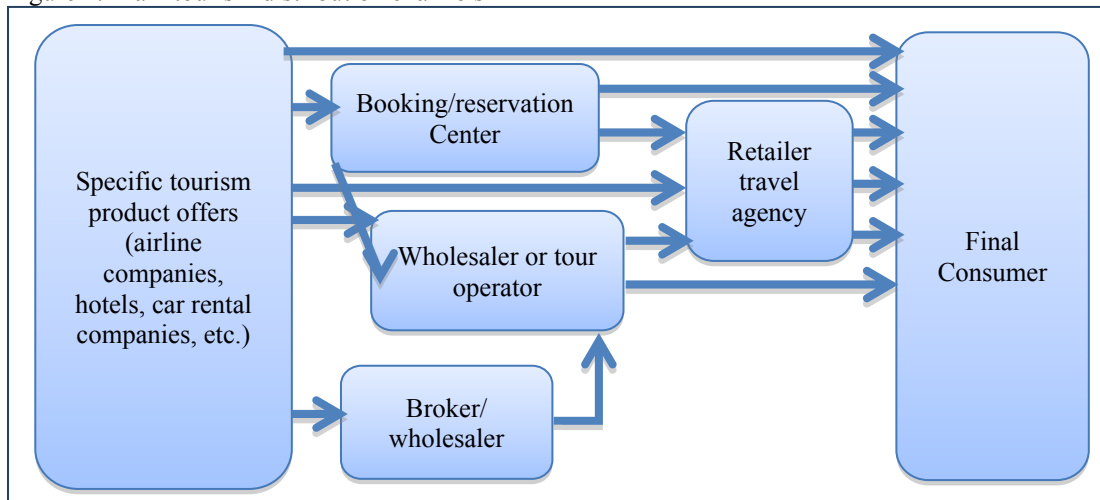 Specific tourism
product offers
(airline
companies,
hotels, car rental
companies, etc.)
Booking/reservation
Center
Retailer
travel
agency
Wholesaler or tour
operator
Broker/
wholesaler
Final
Consumer